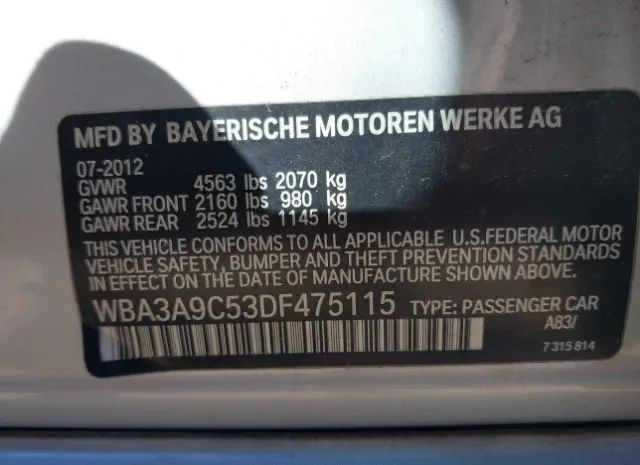 MFD BY BAYERISCHE MOTOREN WERKE AG
07-2012
GVWR 4563 lbs 2070 kg
GAWR FRONT 2160 lbs 980 kg
GAWR REAR 2524 lbs 1145 kg
THIS VEHICLE CONFORMS TO ALL APPLICABLE U.S.FEDERAL MOTOR
VEHICLE SAFETY, BUMPER AND THEFT PREVENTION STANDARDS
IN EFFECT ON THE DATE OF MANUFACTURE SHOWN ABOVE.
WBA3A9C53DF475115 TYPE: PASSENGER CAR
A83/
7 315 814